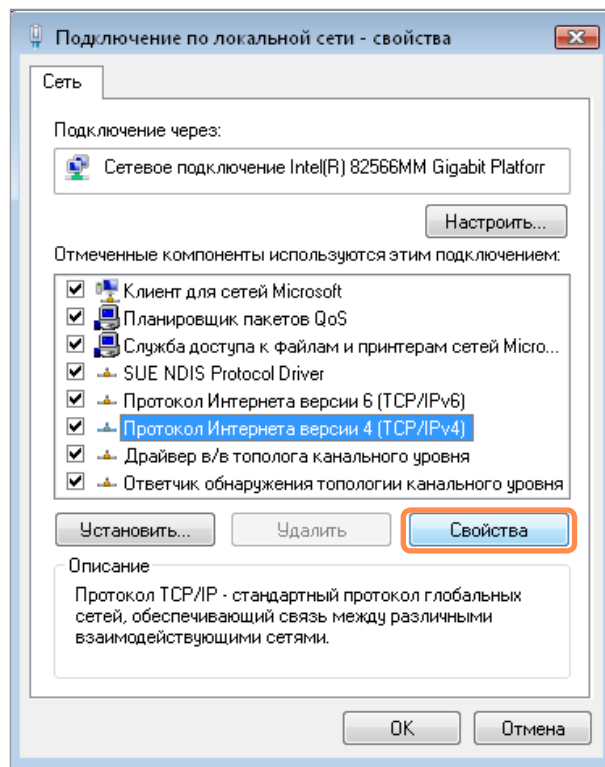 Подключение по локальной сети - свойства
Сеть
Подключение через:
Сетевое подключение Intel(R) 82566MM Gigabit Platforr
Настроить...
Отмеченные компоненты используются этим подключением:
Клиент для сетей Microsoft
Планировщик пакетов QoS
Служба доступа к файлам и принтерам сетей Micro...
SUE NDIS Protocol Driver
Протокол Интернета версии 6 (TCP/IPv6)
Протокол Интернета версии 4 (TCP/IPv4)
Драйвер в/в тополога канального уровня
Ответчик обнаружения топологии канального уровня
Установить... Удалить Свойства
Описание
Протокол TCP/IP - стандартный протокол глобальных
сетей, обеспечивающий связь между различными
взаимодействующими сетями.
OK Отмена